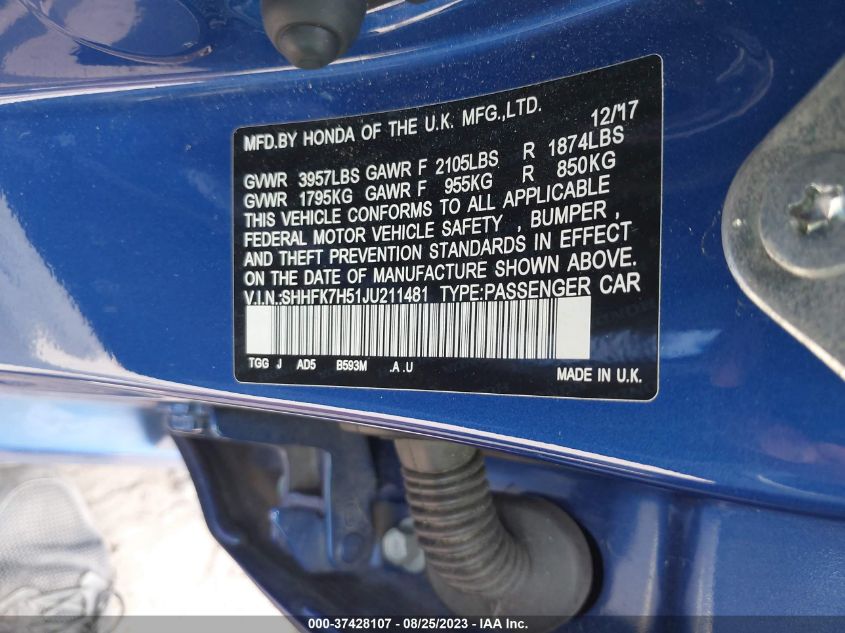 MFD.BY HONDA OF THE U.K. MFG.,LTD. 12/17
GVWR 3957LBS GAWR F 2105LBS R 1874LBS
GVWR 1795KG GAWR F 955KG R 850KG
THIS VEHICLE CONFORMS TO ALL APPLICABLE
FEDERAL MOTOR VEHICLE SAFETY , BUMPER ,
AND THEFT PREVENTION STANDARDS IN EFFECT
ON THE DATE OF MANUFACTURE SHOWN ABOVE.
V.I.N.:SHHFK7H51JU211481 TYPE:PASSENGER CAR
TGG J AD5 B593M .A.U MADE IN U.K.
000-37428107 - 08/25/2023 - IAA Inc.